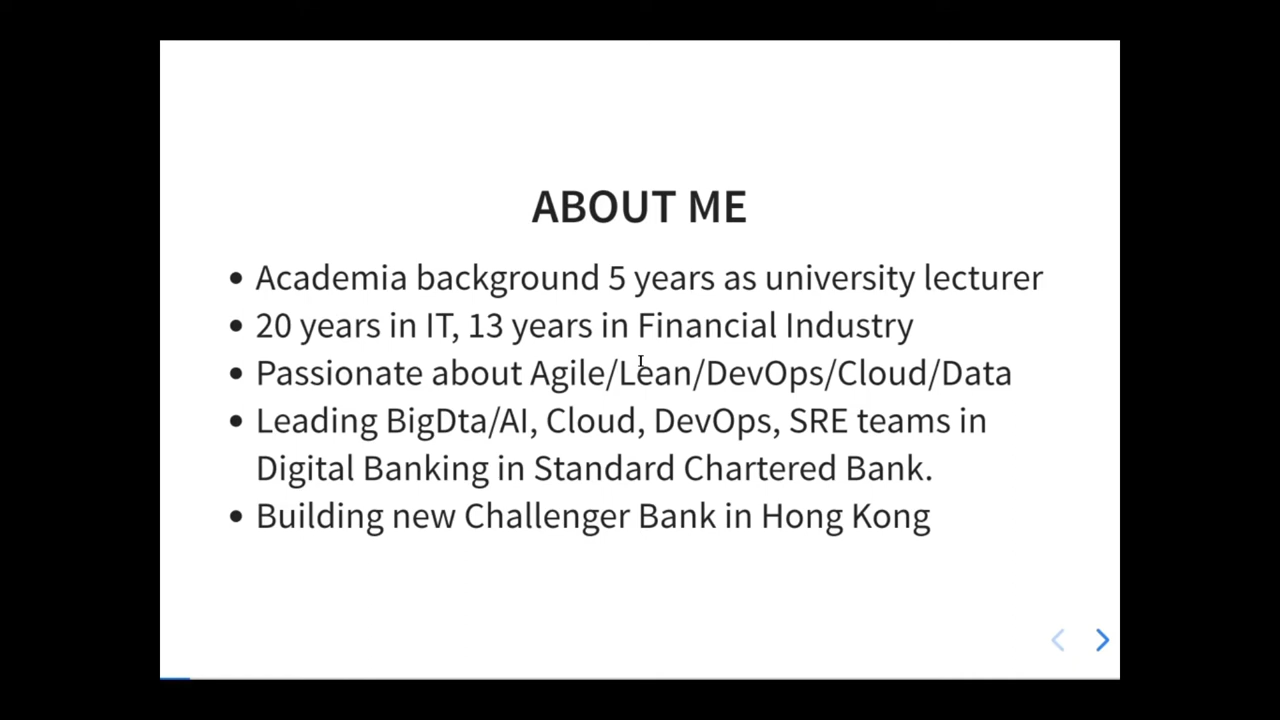 ABOUT ME
• Academia background 5 years as university lecturer
• 20 years in IT, 13 years in Financial Industry
• Passionate about Agile/Lean/DevOps/Cloud/Data
• Leading BigDta/AI, Cloud, DevOps, SRE teams in
Digital Banking in Standard Chartered Bank.
• Building new Challenger Bank in Hong Kong